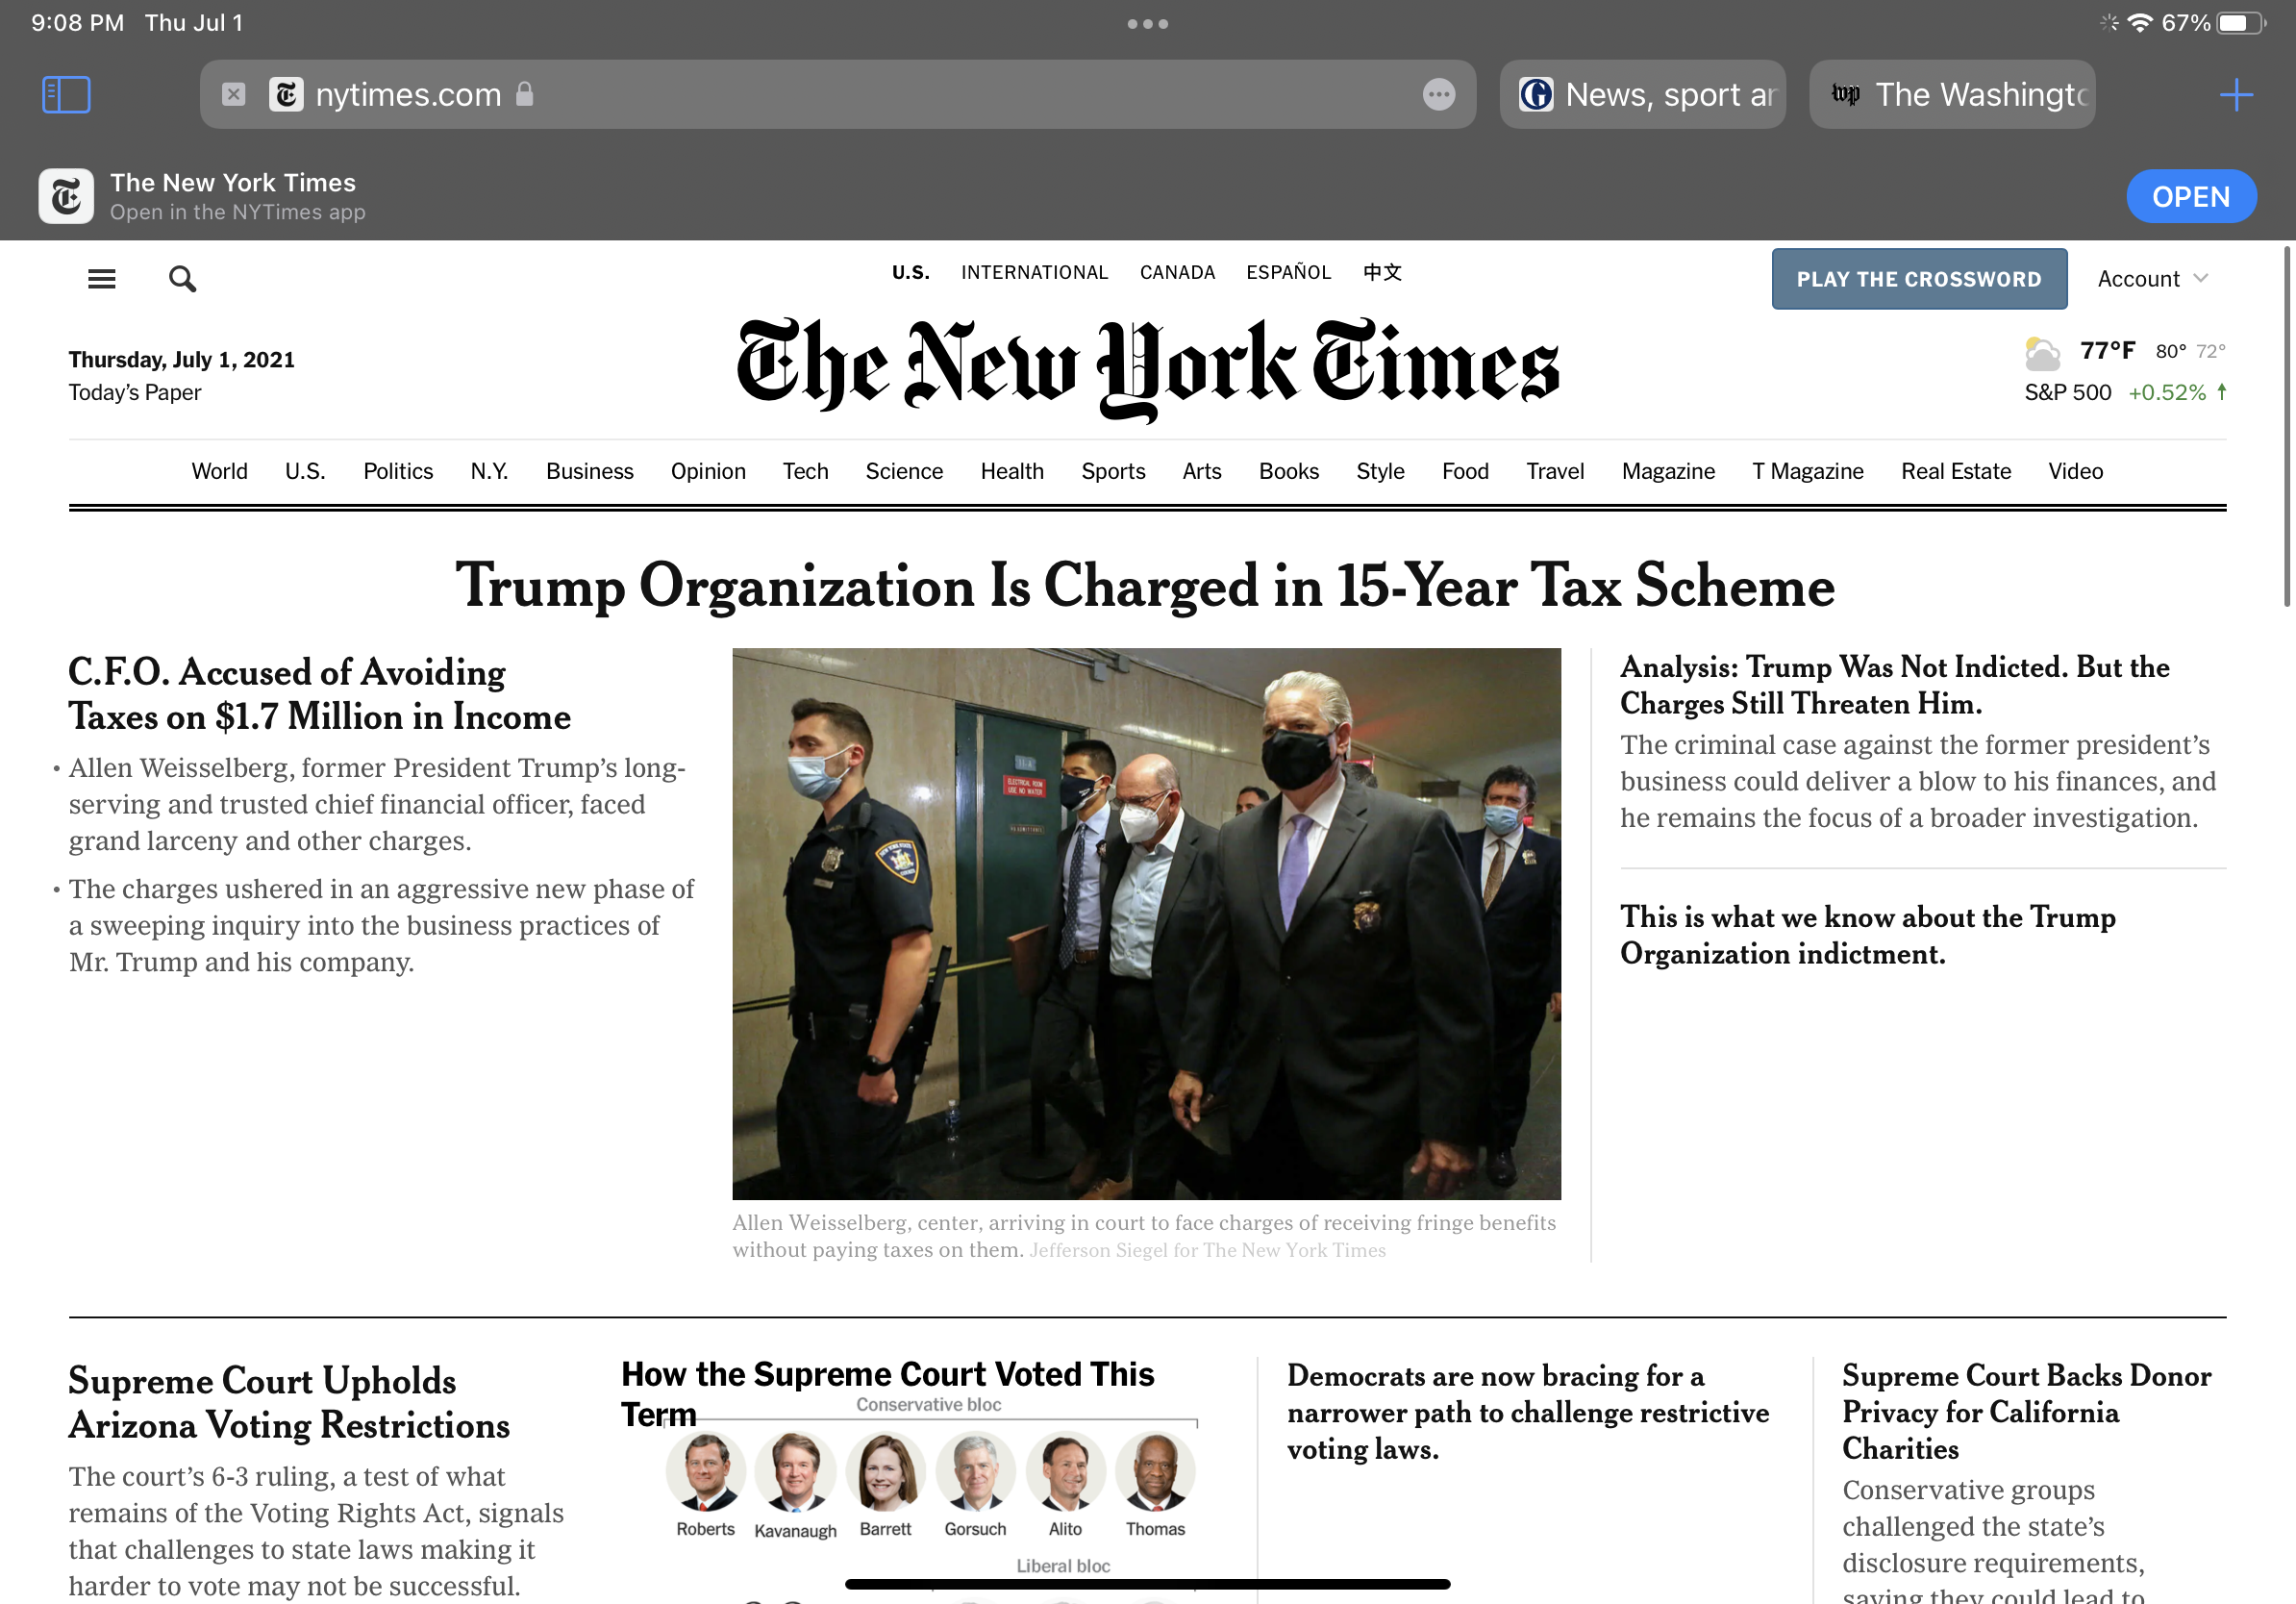 9:08 PM Thu Jul 1
67%
nytimes.com
News, sport ar
The Washingto
The New York Times
Open in the NYTimes app
OPEN
U.S. INTERNATIONAL CANADA ESPAÑOL 中文
PLAY THE CROSSWORD
Account
The New York Times
Thursday, July 1, 2021
Today's Paper
77°F 80° 72°
S&P 500 +0.52% ↑
World U.S. Politics N.Y. Business Opinion Tech Science Health Sports Arts Books Style Food Travel Magazine T Magazine Real Estate Video
Trump Organization Is Charged in 15-Year Tax Scheme
C.F.O. Accused of Avoiding
Taxes on $1.7 Million in Income
• Allen Weisselberg, former President Trump's long-
serving and trusted chief financial officer, faced
grand larceny and other charges.
• The charges ushered in an aggressive new phase of
a sweeping inquiry into the business practices of
Mr. Trump and his company.
ELECTRICAL ROOM
USE NO WATER
Allen Weisselberg, center, arriving in court to face charges of receiving fringe benefits
without paying taxes on them. Jefferson Siegel for The New York Times
Analysis: Trump Was Not Indicted. But the
Charges Still Threaten Him.
The criminal case against the former president's
business could deliver a blow to his finances, and
he remains the focus of a broader investigation.
This is what we know about the Trump
Organization indictment.
Supreme Court Upholds
Arizona Voting Restrictions
The court's 6-3 ruling, a test of what
remains of the Voting Rights Act, signals
that challenges to state laws making it
harder to vote may not be successful.
How the Supreme Court Voted This
Term
Conservative bloc
Roberts Kavanaugh Barrett Gorsuch Alito Thomas
Liberal bloc
Democrats are now bracing for a
narrower path to challenge restrictive
voting laws.
Supreme Court Backs Donor
Privacy for California
Charities
Conservative groups
challenged the state's
disclosure requirements,
saying they could lead to